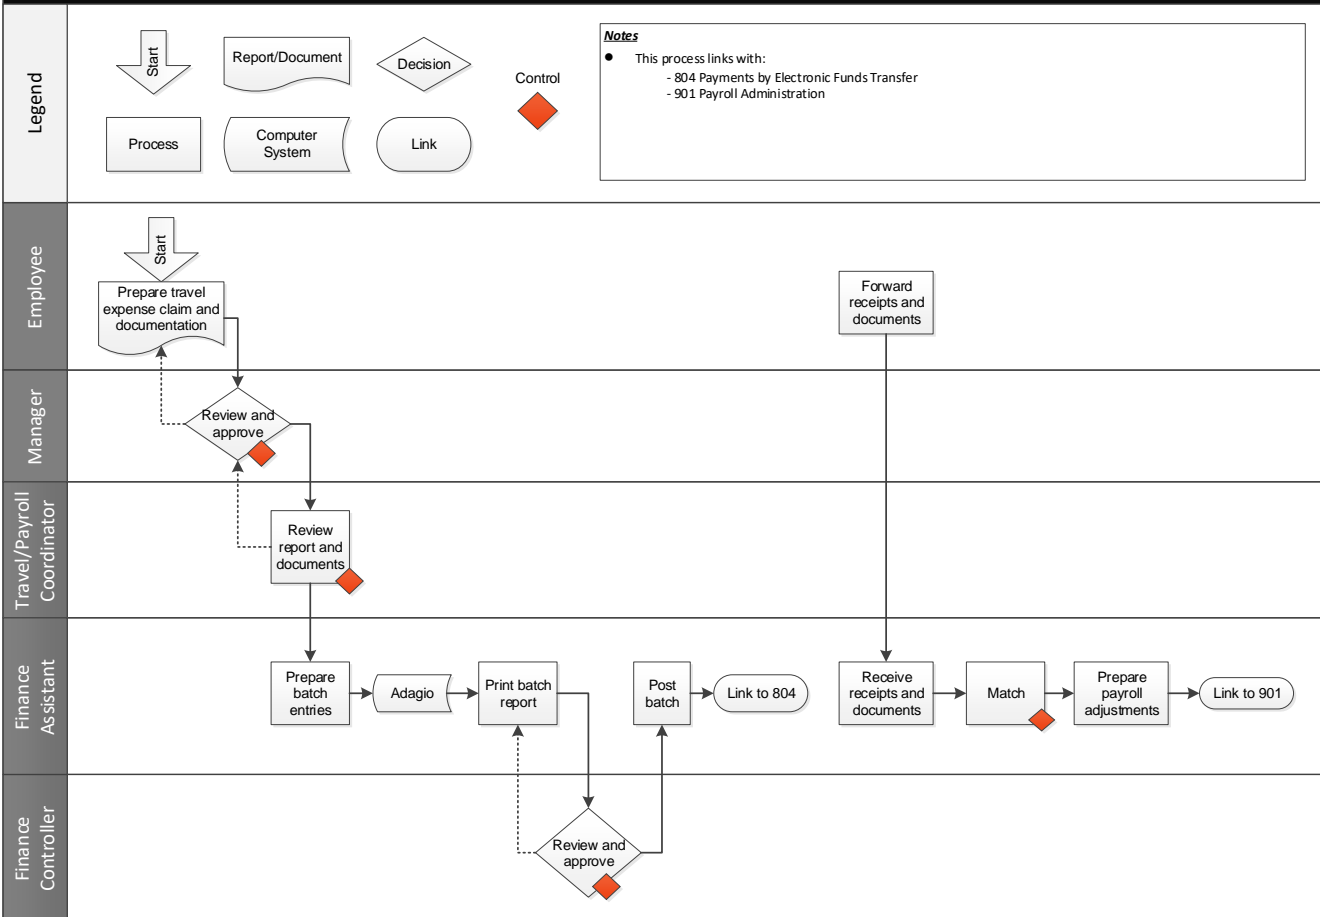 Legend
Start
Report/Document
Decision
Control
Process
Computer
System
Link
Notes
● This process links with:
- 804 Payments by Electronic Funds Transfer
- 901 Payroll Administration
Employee
Start
Prepare travel
expense claim and
documentation
Forward
receipts and
documents
Manager
Review and
approve
Travel/Payroll
Coordinator
Review
report and
documents
Finance
Assistant
Prepare
batch
entries
Adagio
Print batch
report
Post
batch
Link to 804
Receive
receipts and
documents
Match
Prepare
payroll
adjustments
Link to 901
Finance
Controller
Review and
approve